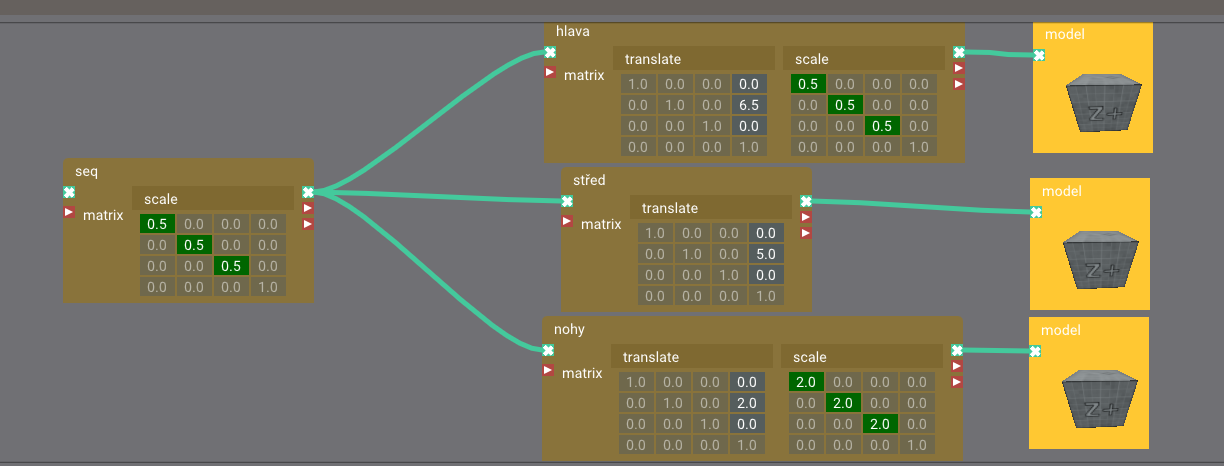 seq
matrix
scale
0.5 0.0 0.0 0.0
0.0 0.5 0.0 0.0
0.0 0.0 0.5 0.0
0.0 0.0 0.0 1.0
hlava
matrix
translate
1.0 0.0 0.0 0.0
0.0 1.0 0.0 6.5
0.0 0.0 1.0 0.0
0.0 0.0 0.0 1.0
scale
0.5 0.0 0.0 0.0
0.0 0.5 0.0 0.0
0.0 0.0 0.5 0.0
0.0 0.0 0.0 1.0
model
Z+
střed
matrix
translate
1.0 0.0 0.0 0.0
0.0 1.0 0.0 5.0
0.0 0.0 1.0 0.0
0.0 0.0 0.0 1.0
model
Z+
nohy
matrix
translate
1.0 0.0 0.0 0.0
0.0 1.0 0.0 2.0
0.0 0.0 1.0 0.0
0.0 0.0 0.0 1.0
scale
2.0 0.0 0.0 0.0
0.0 2.0 0.0 0.0
0.0 0.0 2.0 0.0
0.0 0.0 0.0 1.0
model
Z+